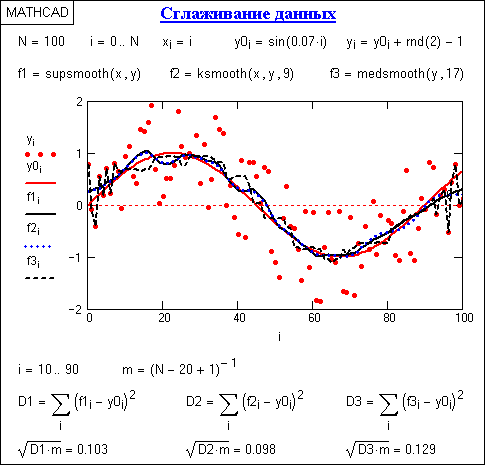 MATHCAD
Сглаживание данных
N = 100 i = 0.. N xᵢ = i y0ᵢ = sin(0.07·i) yᵢ = y0ᵢ + rnd(2) − 1
f1 = supsmooth(x,y) f2 = ksmooth(x,y,9) f3 = medsmooth(y,17)
yᵢ
y0ᵢ
f1ᵢ
f2ᵢ
f3ᵢ
2
1
0
−1
−2
0 20 40 60 80 100
i
i = 10.. 90 m = (N − 20 + 1)⁻¹
D1 = ∑ᵢ (f1ᵢ − y0ᵢ)² D2 = ∑ᵢ (f2ᵢ − y0ᵢ)² D3 = ∑ᵢ (f3ᵢ − y0ᵢ)²
√D1·m = 0.103 √D2·m = 0.098 √D3·m = 0.129